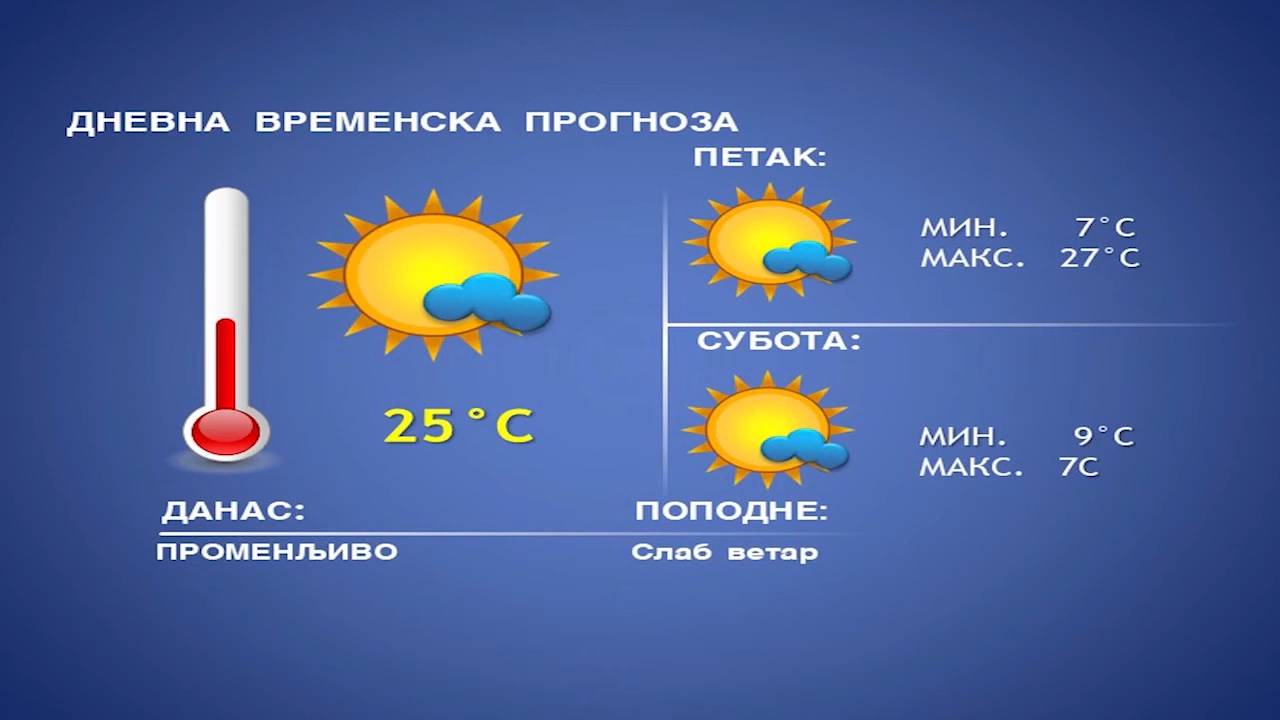 ДНЕВНА ВРЕМЕНСКА ПРОГНОЗА
25°C
ПЕТАК:
МИН. 7°C
МАКС. 27°C
СУБОТА:
МИН. 9°C
МАКС. 7C
ДАНАС:
ПРОМЕНЉИВО
ПОПОДНЕ:
Слаб ветар